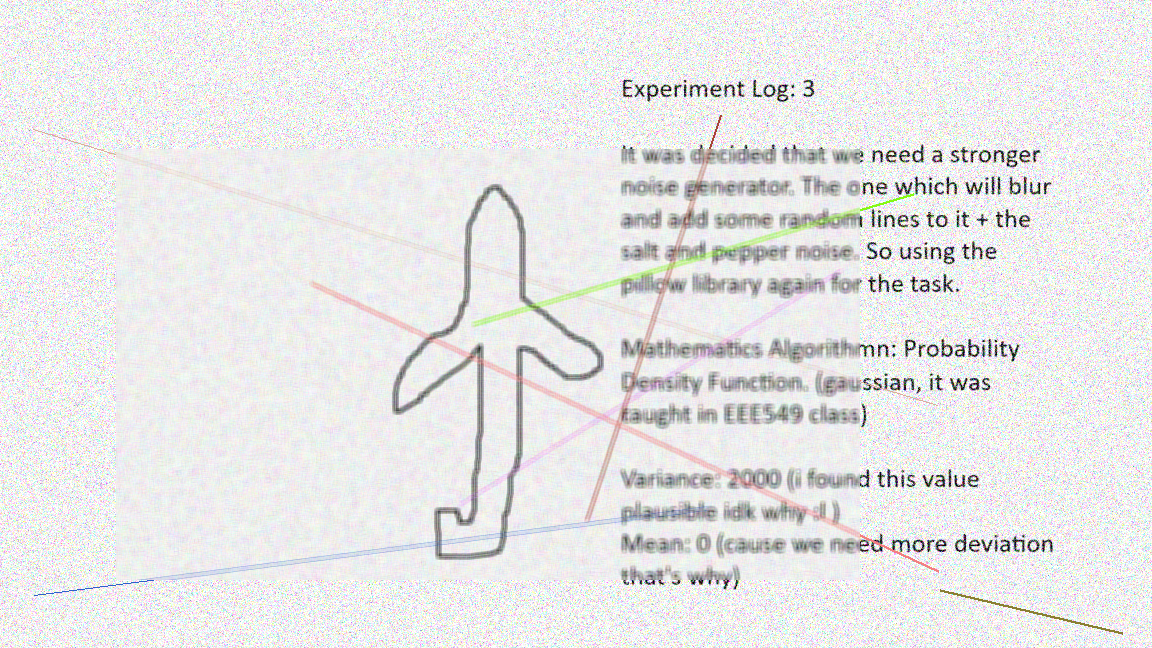 Experiment Log: 3
It was decided that we need a stronger
noise generator. The one which will blur
and add some random lines to it + the
salt and pepper noise. So using the
pillow library again for the task.
Mathematics Algorithmn: Probability
Density Function. (gaussian, it was
taught in EEE549 class)
Variance: 2000 (i found this value
plausible idk why :l )
Mean: 0 (cause we need more deviation
that's why)